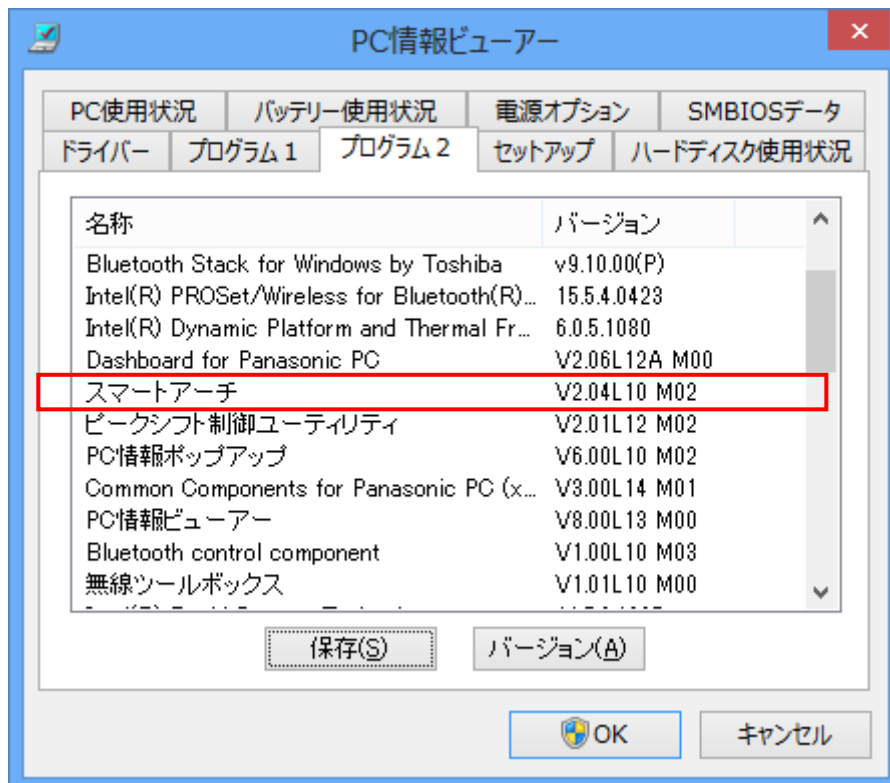 PC情報ビューアー
PC使用状況 バッテリー使用状況 電源オプション SMBIOSデータ
ドライバー プログラム1 プログラム2 セットアップ ハードディスク使用状況
名称 バージョン
Bluetooth Stack for Windows by Toshiba v9.10.00(P)
Intel(R) PROSet/Wireless for Bluetooth(R)... 15.5.4.0423
Intel(R) Dynamic Platform and Thermal Fr... 6.0.5.1080
Dashboard for Panasonic PC V2.06L12A M00
スマートアーチ V2.04L10 M02
ピークシフト制御ユーティリティ V2.01L12 M02
PC情報ポップアップ V6.00L10 M02
Common Components for Panasonic PC (x... V3.00L14 M01
PC情報ビューアー V8.00L13 M00
Bluetooth control component V1.00L10 M03
無線ツールボックス V1.01L10 M00
保存(S) バージョン(A)
OK キャンセル